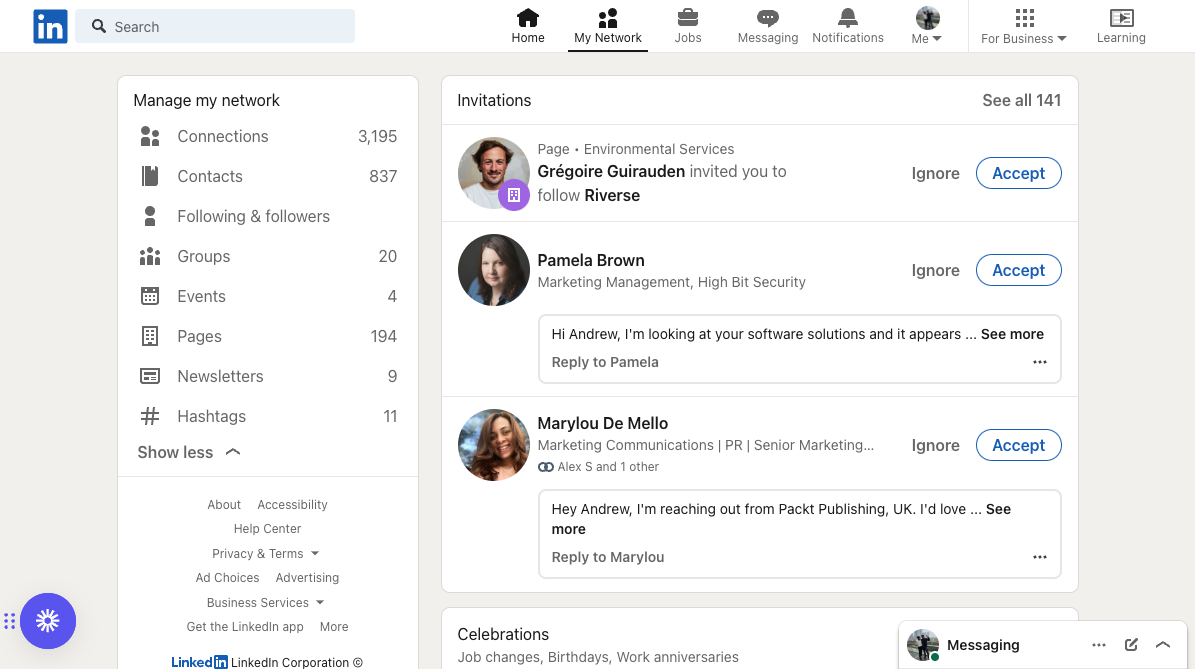 in
Search
Home
My Network
Jobs
Messaging
Notifications
Me
For Business
Learning
Manage my network
Connections 3,195
Contacts 837
Following & followers
Groups 20
Events 4
Pages 194
Newsletters 9
Hashtags 11
Show less
About Accessibility
Help Center
Privacy & Terms
Ad Choices Advertising
Business Services
Get the LinkedIn app More
LinkedIn LinkedIn Corporation ©
Invitations
See all 141
Page • Environmental Services
Grégoire Guirauden invited you to
follow Riverse
Ignore
Accept
Pamela Brown
Marketing Management, High Bit Security
Ignore
Accept
Hi Andrew, I'm looking at your software solutions and it appears ... See more
Reply to Pamela
Marylou De Mello
Marketing Communications | PR | Senior Marketing...
Alex S and 1 other
Ignore
Accept
Hey Andrew, I'm reaching out from Packt Publishing, UK. I'd love ... See
more
Reply to Marylou
Celebrations
Job changes, Birthdays, Work anniversaries
Messaging